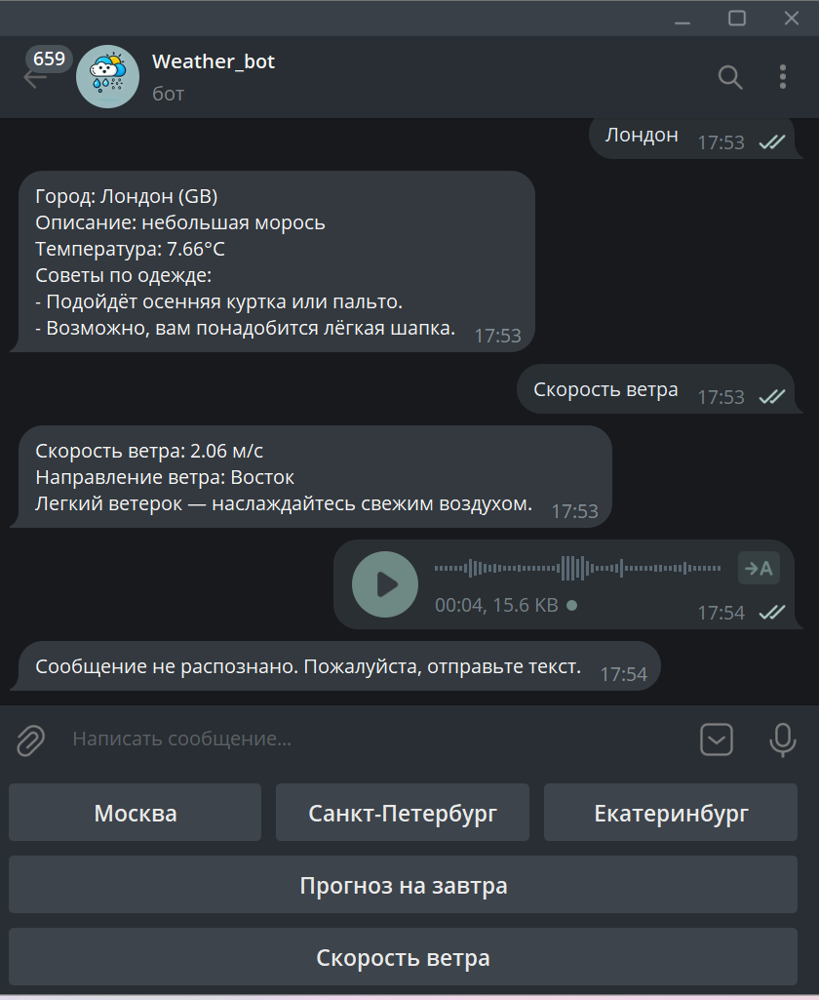 659
Weather_bot
бот
Лондон 17:53
Город: Лондон (GB)
Описание: небольшая морось
Температура: 7.66°C
Советы по одежде:
- Подойдёт осенняя куртка или пальто.
- Возможно, вам понадобится лёгкая шапка. 17:53
Скорость ветра 17:53
Скорость ветра: 2.06 м/с
Направление ветра: Восток
Легкий ветерок — наслаждайтесь свежим воздухом. 17:53
→A
00:04, 15.6 KB 17:54
Сообщение не распознано. Пожалуйста, отправьте текст. 17:54
Написать сообщение...
Москва Санкт-Петербург Екатеринбург
Прогноз на завтра
Скорость ветра